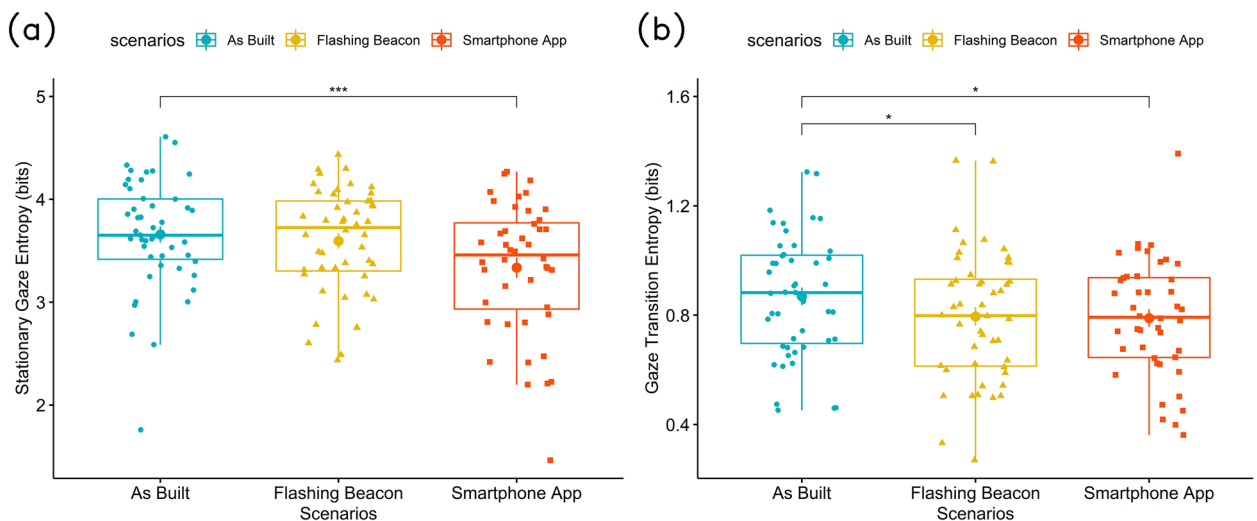 (a)
scenarios As Built Flashing Beacon Smartphone App
5
4
3
2
Stationary Gaze Entropy (bits)
***
As Built Flashing Beacon Smartphone App
Scenarios
(b)
scenarios As Built Flashing Beacon Smartphone App
1.6
1.2
0.8
0.4
Gaze Transition Entropy (bits)
*
*
As Built Flashing Beacon Smartphone App
Scenarios